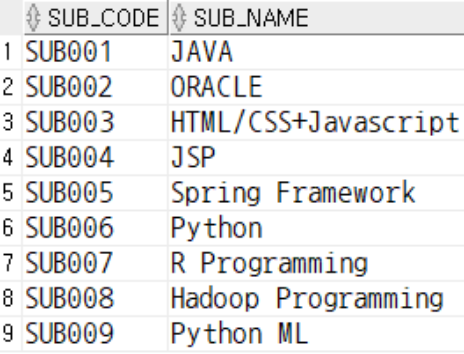 SUB_CODE SUB_NAME
1 SUB001 JAVA
2 SUB002 ORACLE
3 SUB003 HTML/CSS+Javascript
4 SUB004 JSP
5 SUB005 Spring Framework
6 SUB006 Python
7 SUB007 R Programming
8 SUB008 Hadoop Programming
9 SUB009 Python ML